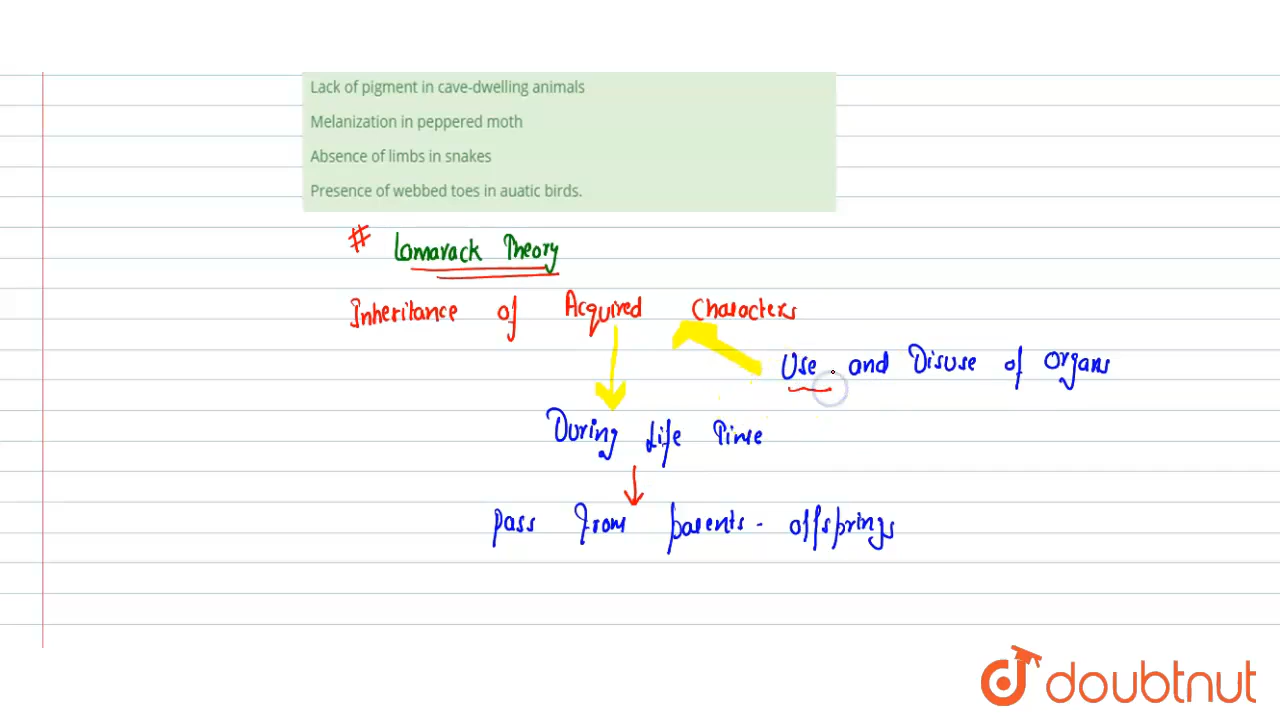 Lack of pigment in cave-dwelling animals
Melanization in peppered moth
Absence of limbs in snakes
Presence of webbed toes in auatic birds.
# Lamarack Theory
Inheritance of Acquired Characters
Use and Disuse of Organs
During Life Time
Pass from parents - offsprings
doubtnut